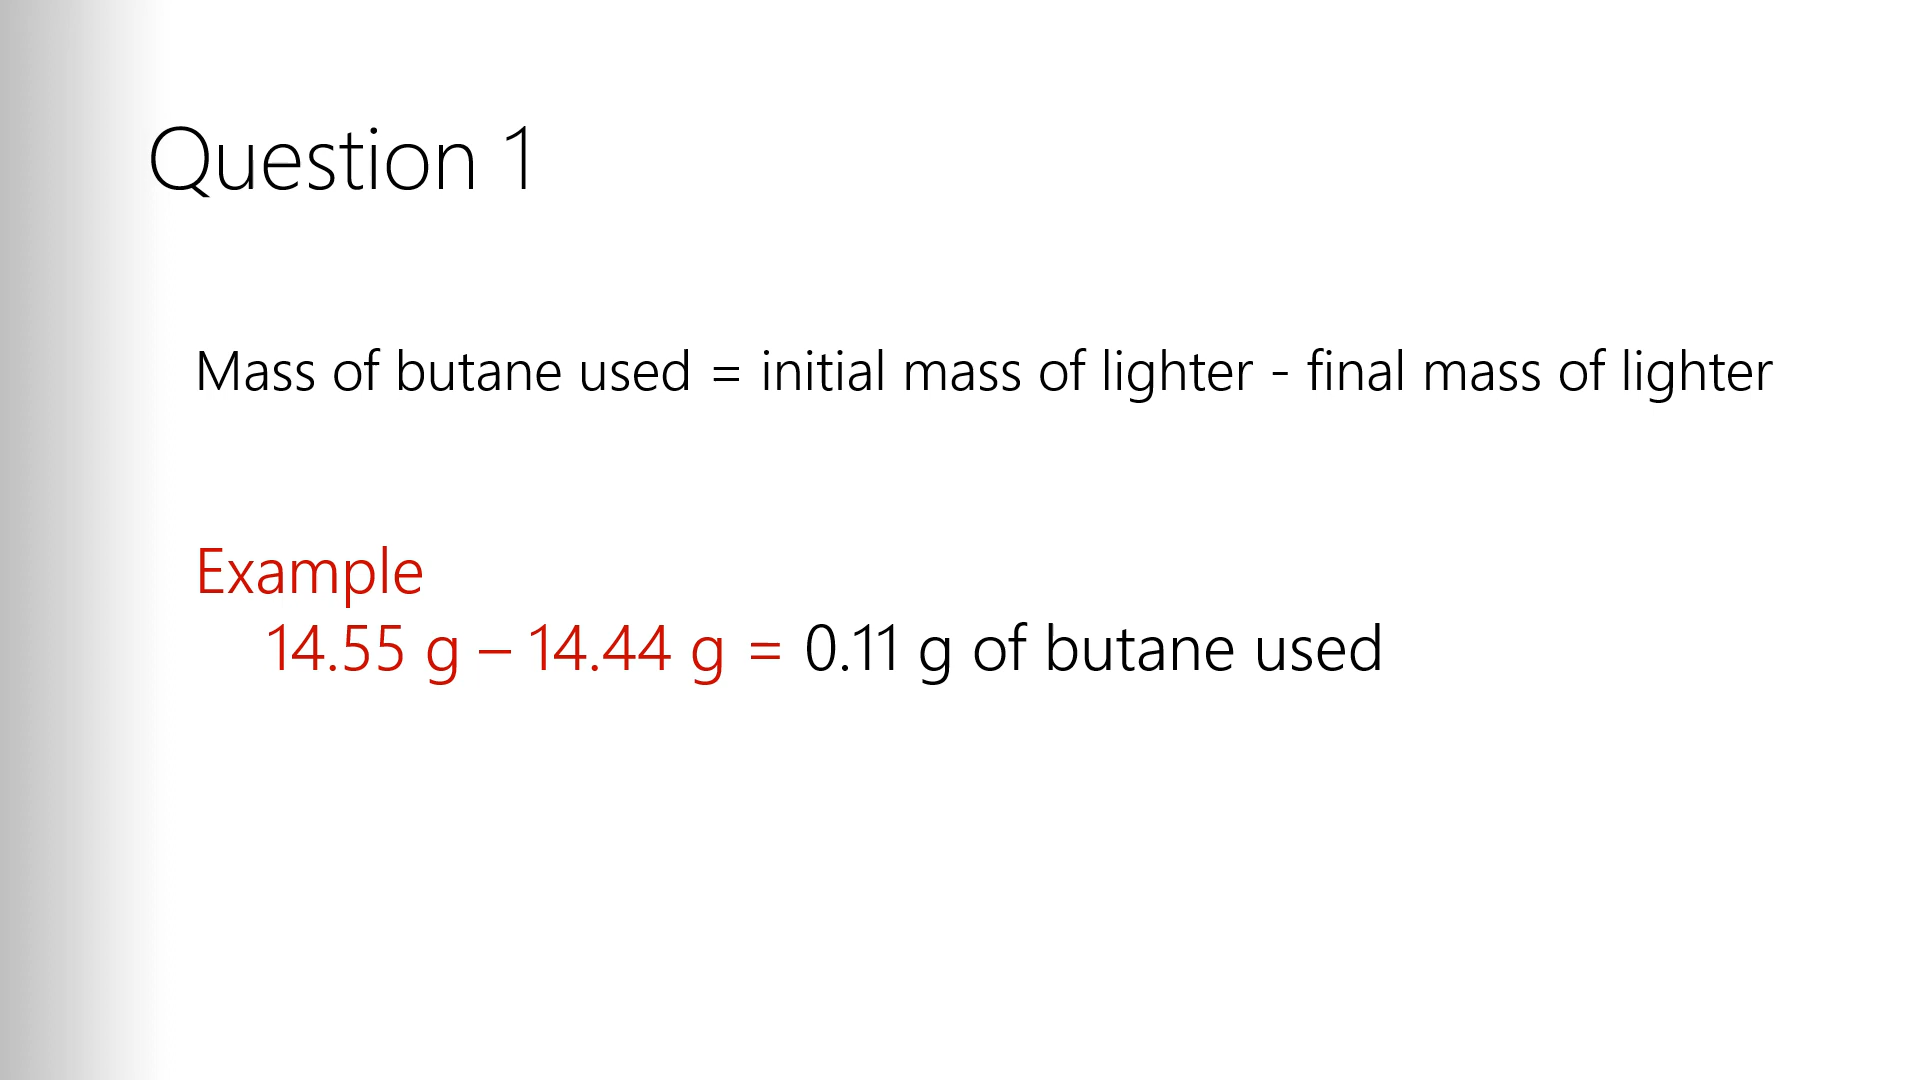 Question 1
Mass of butane used = initial mass of lighter - final mass of lighter
Example
14.55 g – 14.44 g = 0.11 g of butane used